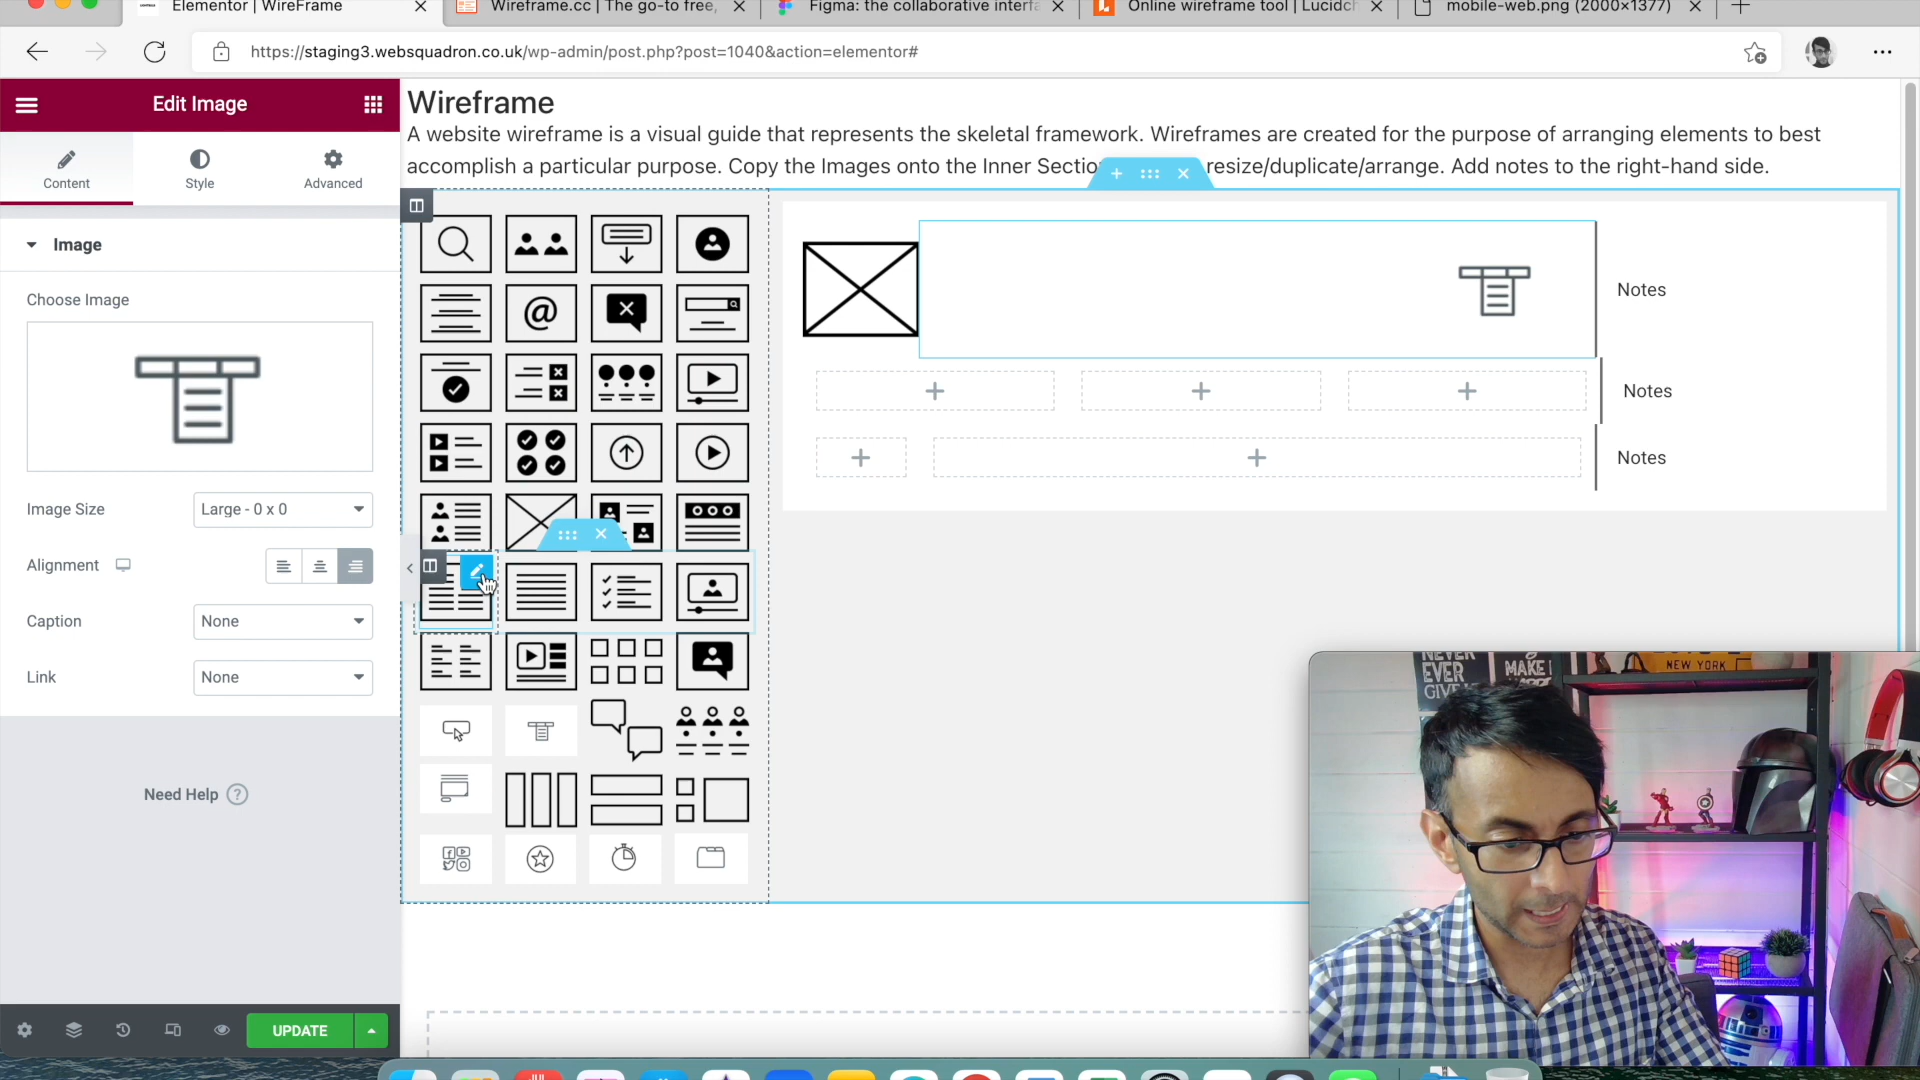 Elementor | WireFrame
Wireframe.cc | The go-to free,
Figma: the collaborative interfa
Online wireframe tool | Lucidch
mobile-web.png (2000×1377)
https://staging3.websquadron.co.uk/wp-admin/post.php?post=1040&action=elementor#
Edit Image
Content
Style
Advanced
Image
Choose Image
Image Size
Large - 0 x 0
Alignment
Caption
None
Link
None
Need Help ?
UPDATE
Wireframe
A website wireframe is a visual guide that represents the skeletal framework. Wireframes are created for the purpose of arranging elements to best
accomplish a particular purpose. Copy the Images onto the Inner Sectio resize/duplicate/arrange. Add notes to the right-hand side.
@
Notes
Notes
Notes
NEVER
EVER
GIVE
MAKE
NEW YORK